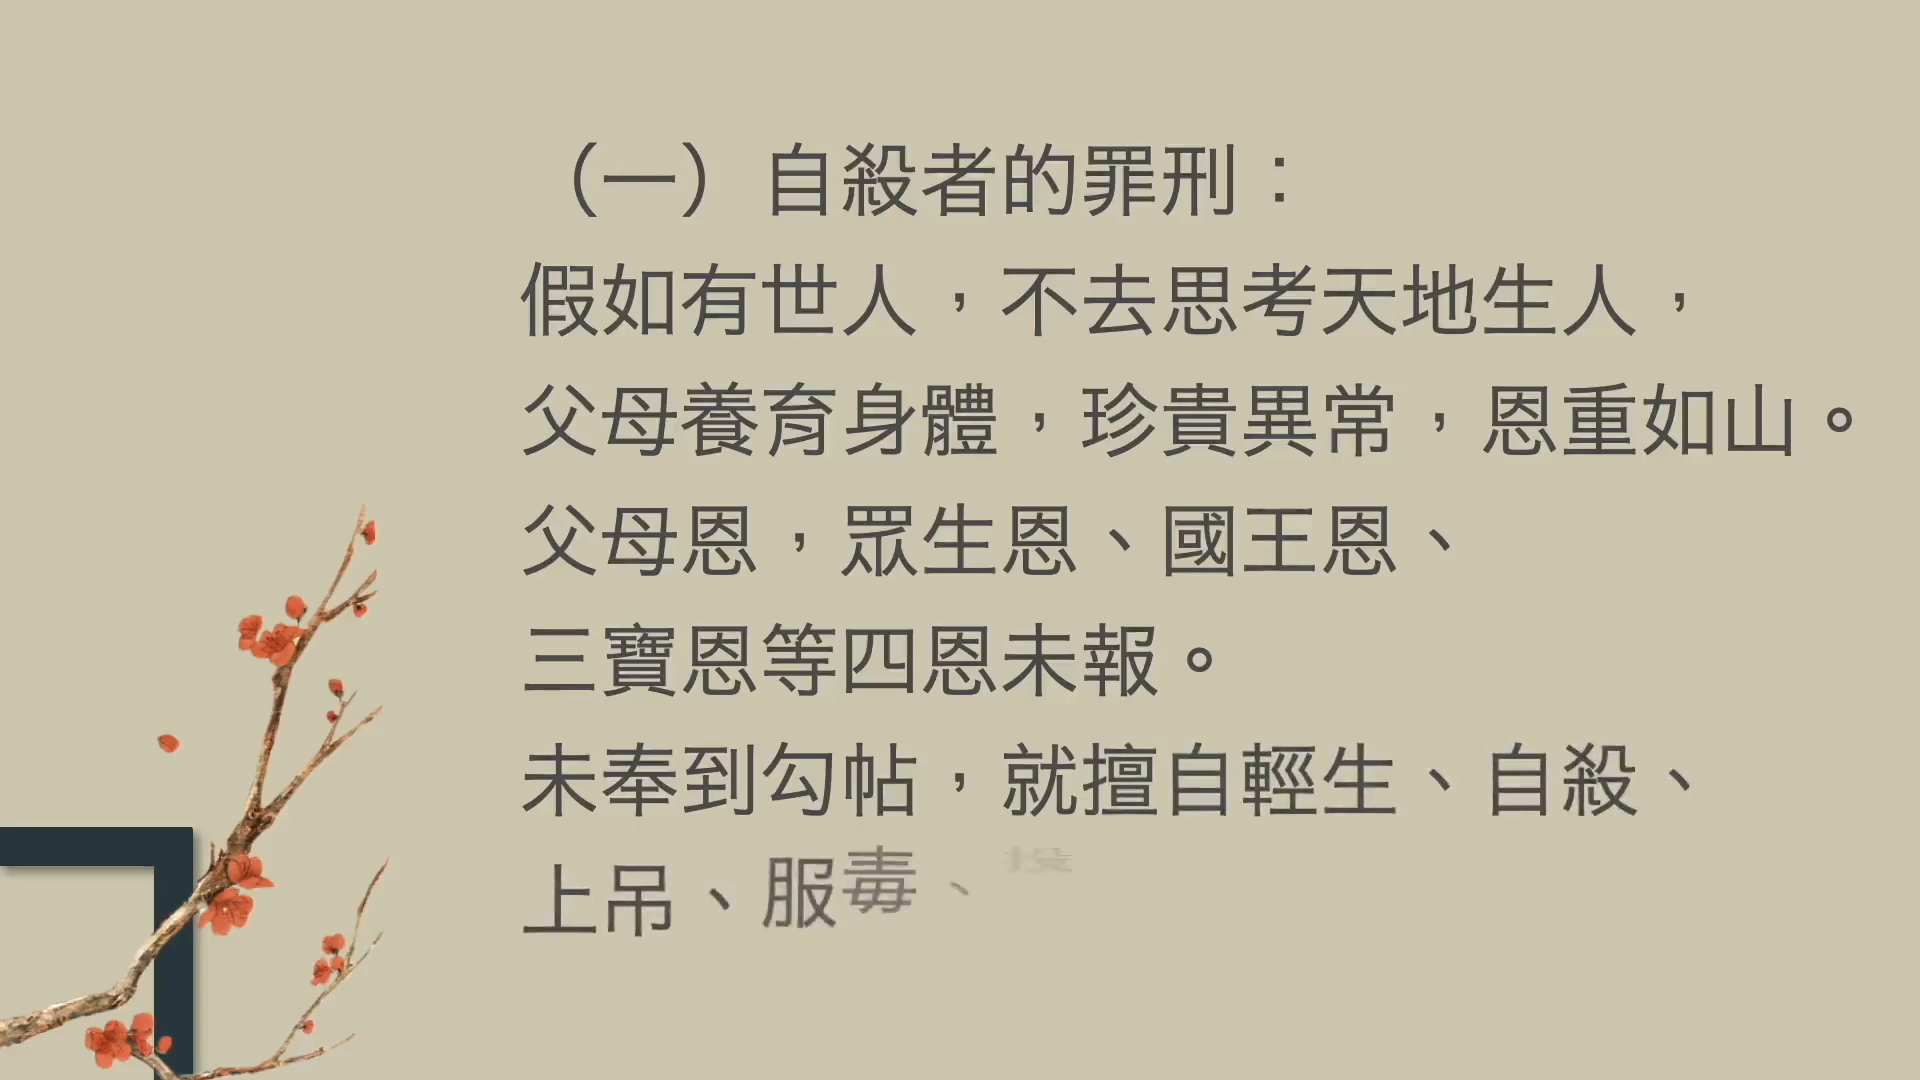 （一）自殺者的罪刑：
假如有世人，不去思考天地生人，
父母養育身體，珍貴異常，恩重如山。
父母恩，眾生恩、國王恩、
三寶恩等四恩未報。
未奉到勾帖，就擅自輕生、自殺、
上吊、服毒、